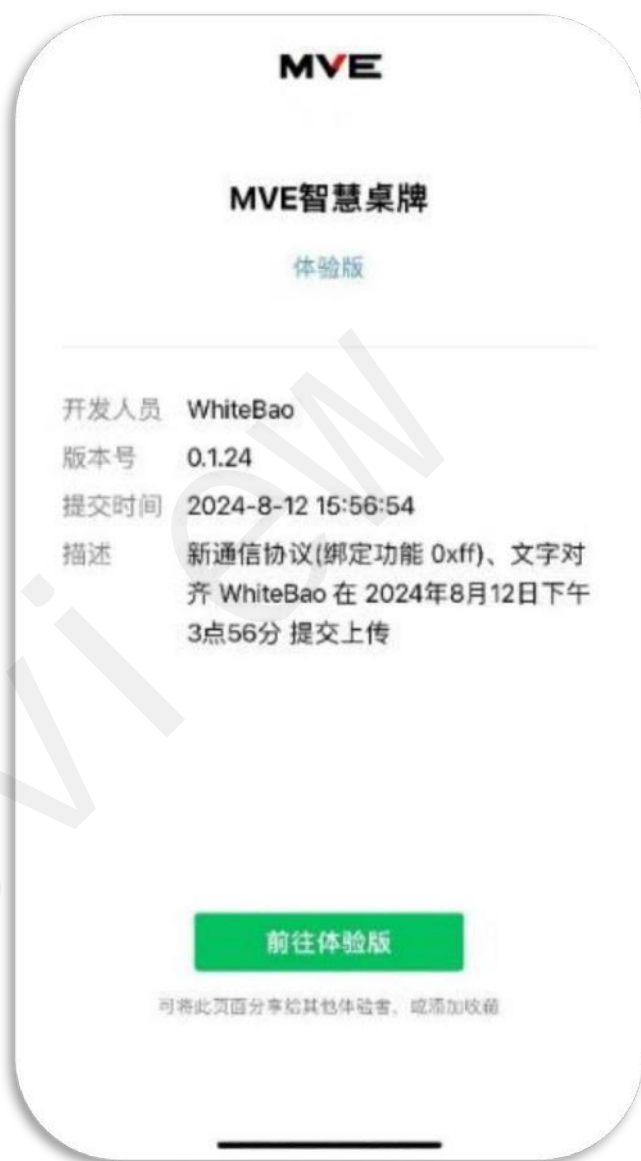 MVE
MVE智慧桌牌
体验版
开发人员 WhiteBao
版本号 0.1.24
提交时间 2024-8-12 15:56:54
描述 新通信协议(绑定功能 0xff)、文字对
齐 WhiteBao 在 2024年8月12日下午
3点56分 提交上传
前往体验版
可将此页面分享给其他体验者，或添加收藏
view